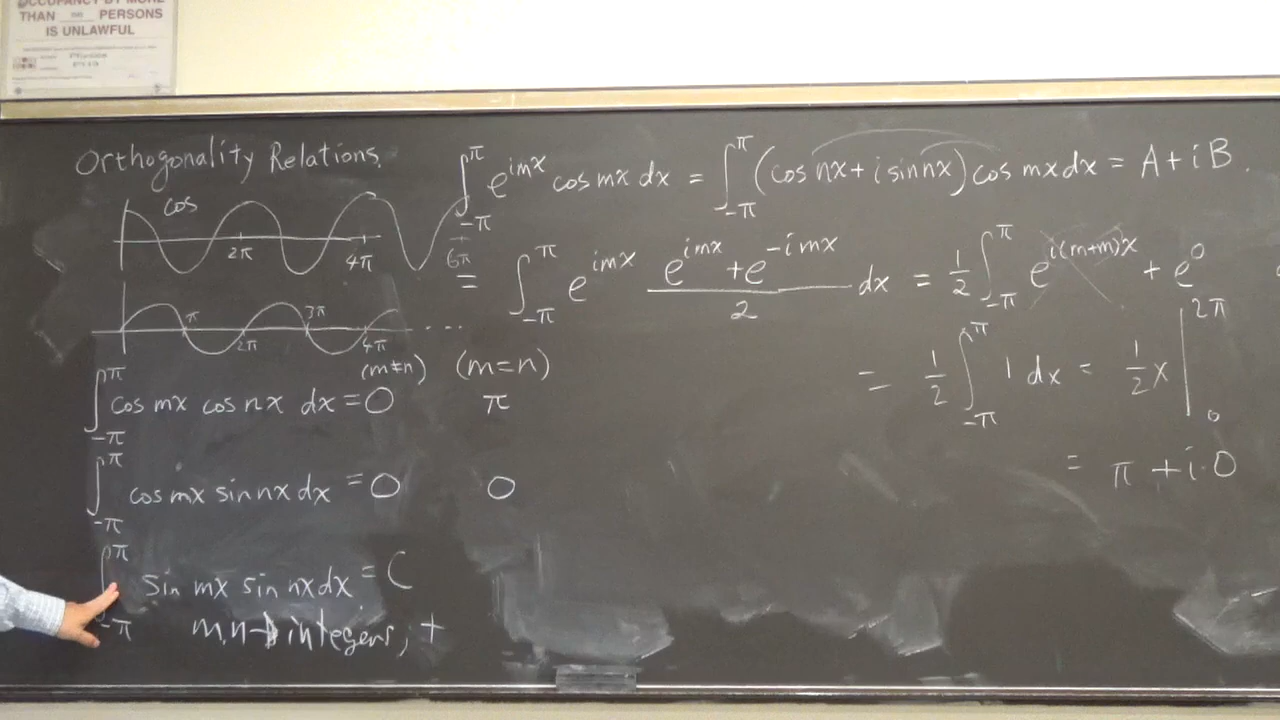 OCCUPANCY BY MORE
THAN PERSONS
IS UNLAWFUL
Orthogonality Relations
cos
2π 4π 6π
π 3π
2π 4π
(m≠n) (m=n)
∫_{-π}^{π} cos mx cos nx dx = 0 π
∫_{-π}^{π} cos mx sin nx dx = 0 0
∫_{-π}^{π} sin mx sin nx dx = C
m,n → integers, +
∫_{-π}^{π} e^{imx} cos mx dx = ∫_{-π}^{π} (cos nx + i sin nx) cos mx dx = A + iB.
= ∫_{-π}^{π} e^{imx} (e^{imx} + e^{-imx})/2 dx = 1/2 ∫_{-π}^{π} e^{i(m+m)x} + e^0
= 1/2 ∫_{-π}^{π} 1 dx = 1/2 x |_0^{2π}
= π + i·0